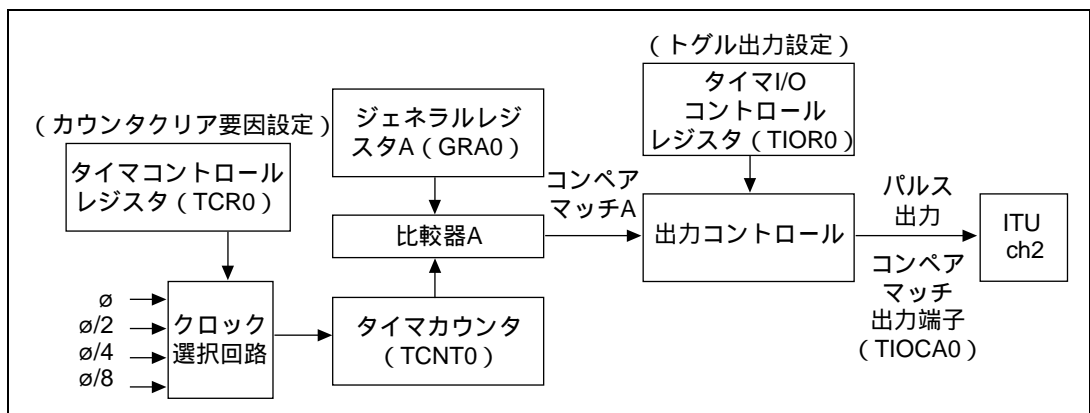 （トグル出力設定）
タイマI/O
コントロール
レジスタ（TIOR0）
（カウンタクリア要因設定）
タイマコントロール
レジスタ（TCR0）
ジェネラルレジ
スタA（GRA0）
コンペア
マッチA
比較器A
出力コントロール
パルス
出力
ITU
ch2
コンペア
マッチ
出力端子
（TIOCA0）
ø
ø/2
ø/4
ø/8
クロック
選択回路
タイマカウンタ
（TCNT0）